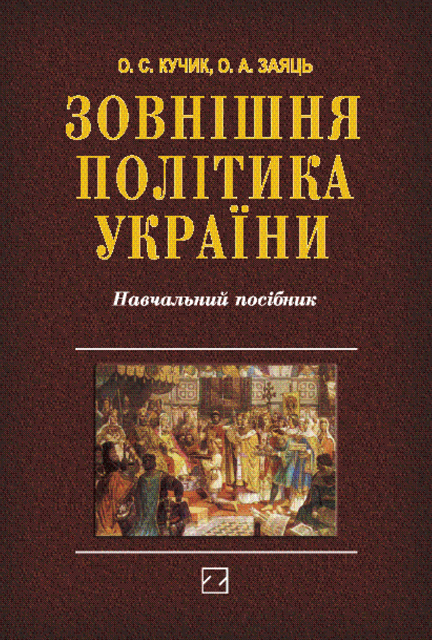 О. С. КУЧИК, О. А. ЗАЯЦЬ
ЗОВНІШНЯ
ПОЛІТИКА
УКРАЇНИ
Навчальний посібник